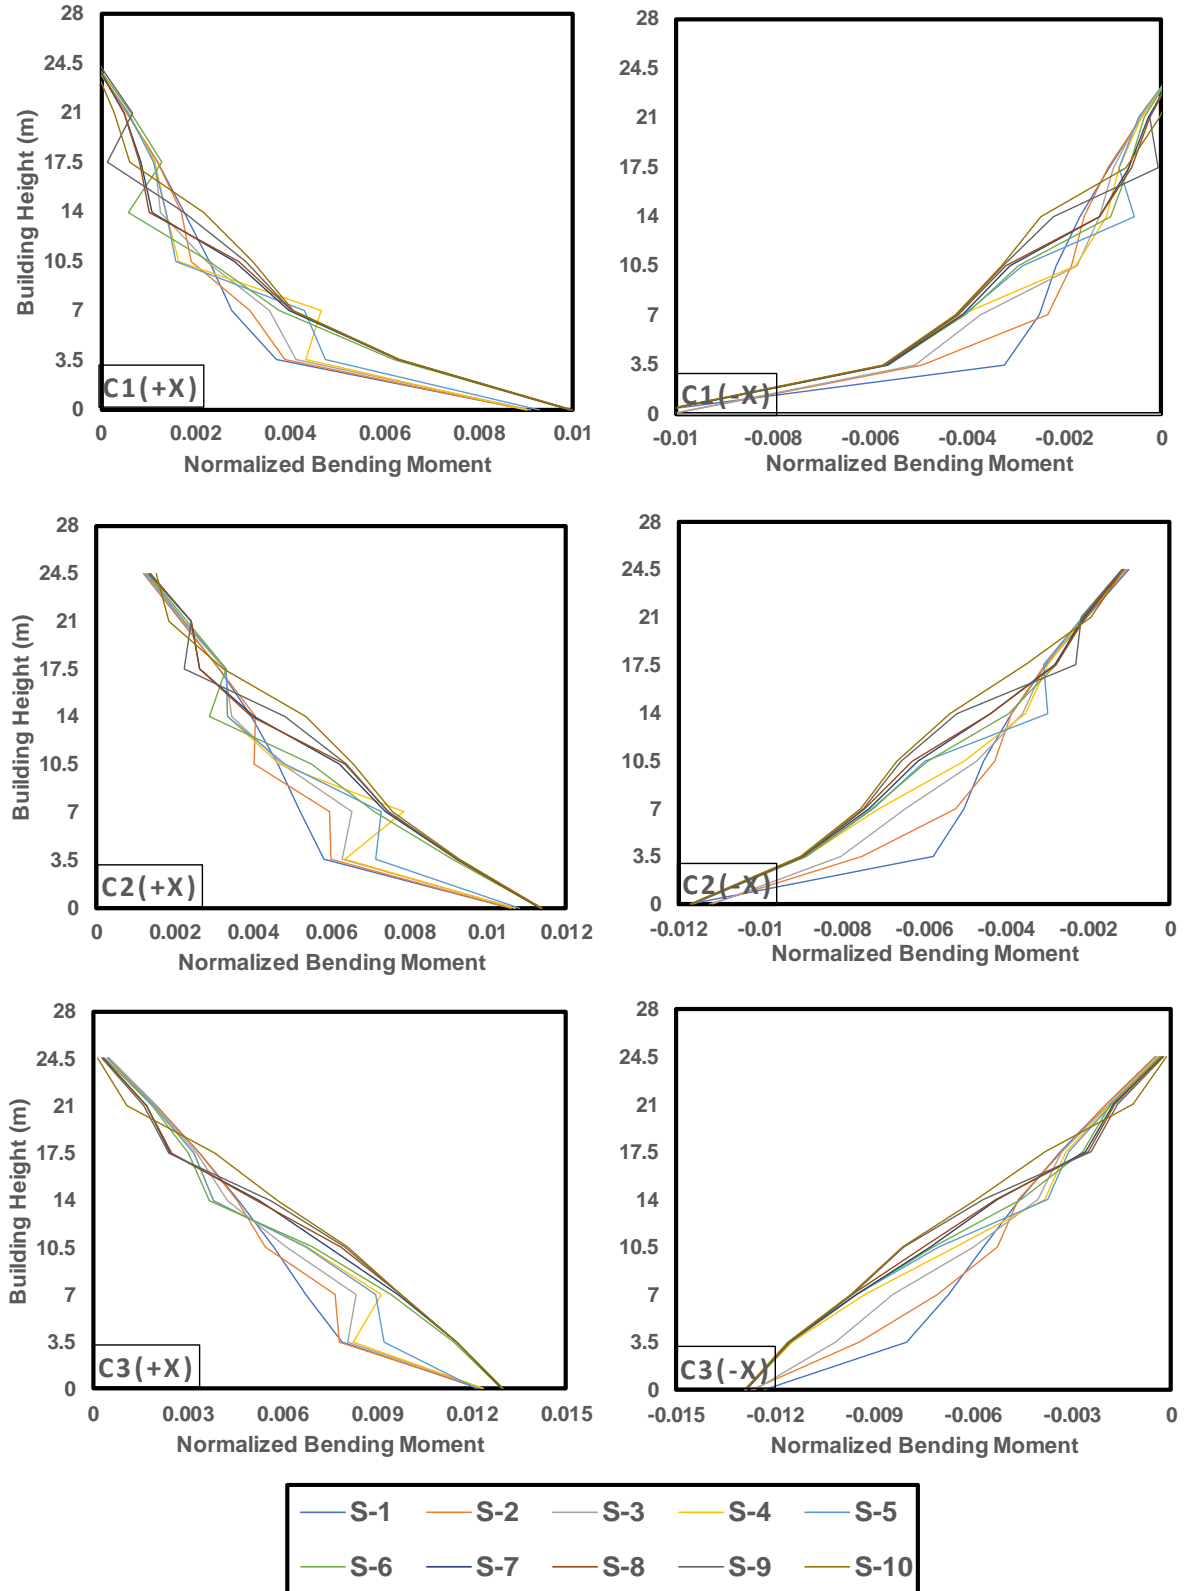 28
24.5
21
17.5
14
10.5
7
3.5
0
Building Height (m)
C1(+X)
0 0.002 0.004 0.006 0.008 0.01
Normalized Bending Moment
28
24.5
21
17.5
14
10.5
7
3.5
0
C1(-X)
-0.01 -0.008 -0.006 -0.004 -0.002 0
Normalized Bending Moment
28
24.5
21
17.5
14
10.5
7
3.5
0
Building Height (m)
C2(+X)
0 0.002 0.004 0.006 0.008 0.01 0.012
Normalized Bending Moment
28
24.5
21
17.5
14
10.5
7
3.5
0
C2(-X)
-0.012 -0.01 -0.008 -0.006 -0.004 -0.002 0
Normalized Bending Moment
28
24.5
21
17.5
14
10.5
7
3.5
0
Building Height (m)
C3(+X)
0 0.003 0.006 0.009 0.012 0.015
Normalized Bending Moment
28
24.5
21
17.5
14
10.5
7
3.5
0
C3(-X)
-0.015 -0.012 -0.009 -0.006 -0.003 0
Normalized Bending Moment
S-1 S-2 S-3 S-4 S-5
S-6 S-7 S-8 S-9 S-10